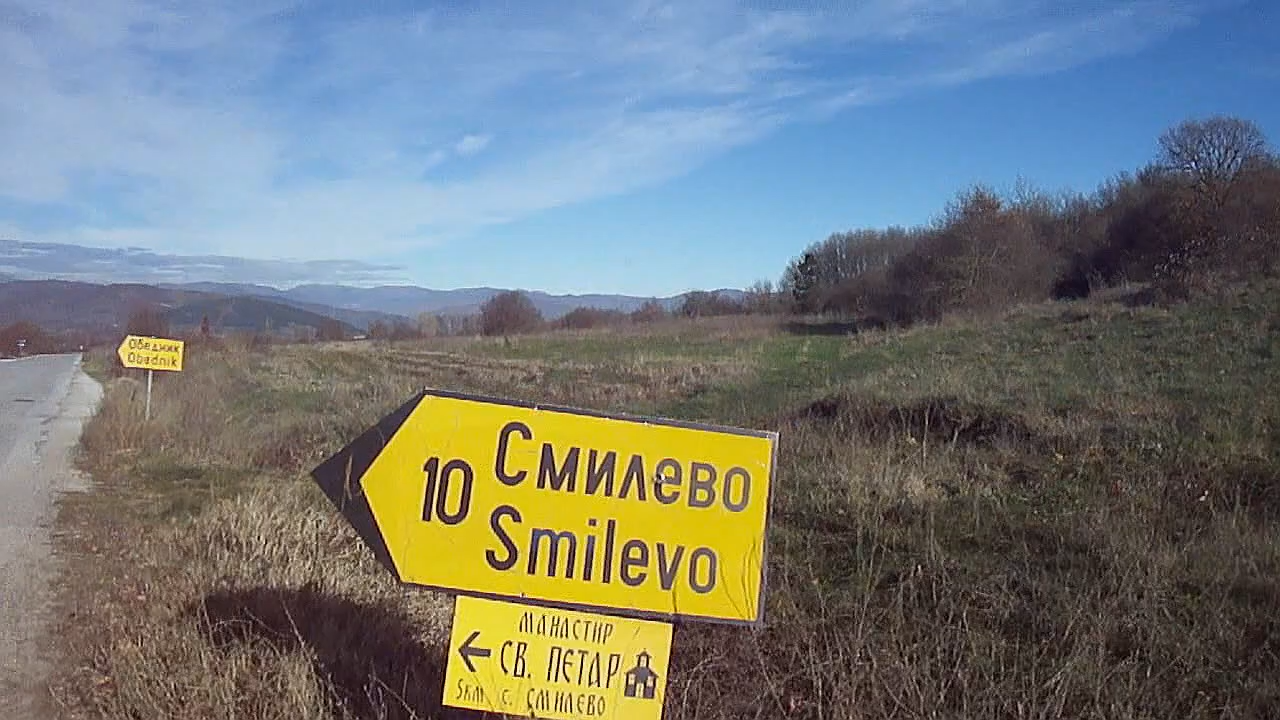 Обедник
Obednik
10
Смилево
Smilevo
МАНАСТИР
СВ. ПЕТАР
5км с. СМИЛЕВО